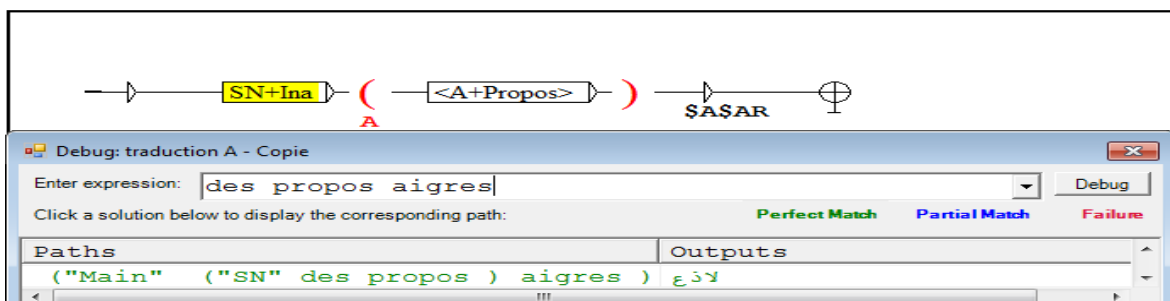 SN+Ina ( <A+Propos> )
A $A$AR
Debug: traduction A - Copie
Enter expression: des propos aigres Debug
Click a solution below to display the corresponding path: Perfect Match Partial Match Failure
Paths Outputs
("Main" ("SN" des propos ) aigres ) لاذع